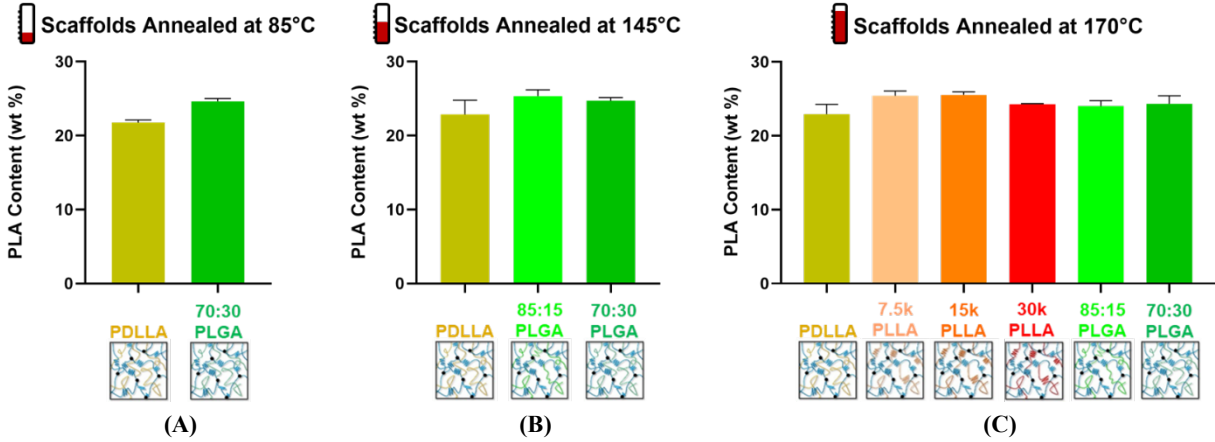 Scaffolds Annealed at 85°C
30
20
10
0
PLA Content (wt %)
PDLLA
70:30
PLGA
(A)
Scaffolds Annealed at 145°C
30
20
10
0
PLA Content (wt %)
PDLLA
85:15
PLGA
70:30
PLGA
(B)
Scaffolds Annealed at 170°C
30
20
10
0
PLA Content (wt %)
PDLLA
7.5k
PLLA
15k
PLLA
30k
PLLA
85:15
PLGA
70:30
PLGA
(C)